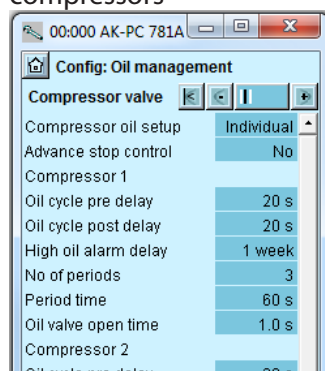 compressors
00:000 AK-PC 781A
Config: Oil management
Compressor valve
Compressor oil setup Individual
Advance stop control No
Compressor 1
Oil cycle pre delay 20 s
Oil cycle post delay 20 s
High oil alarm delay 1 week
No of periods 3
Period time 60 s
Oil valve open time 1.0 s
Compressor 2